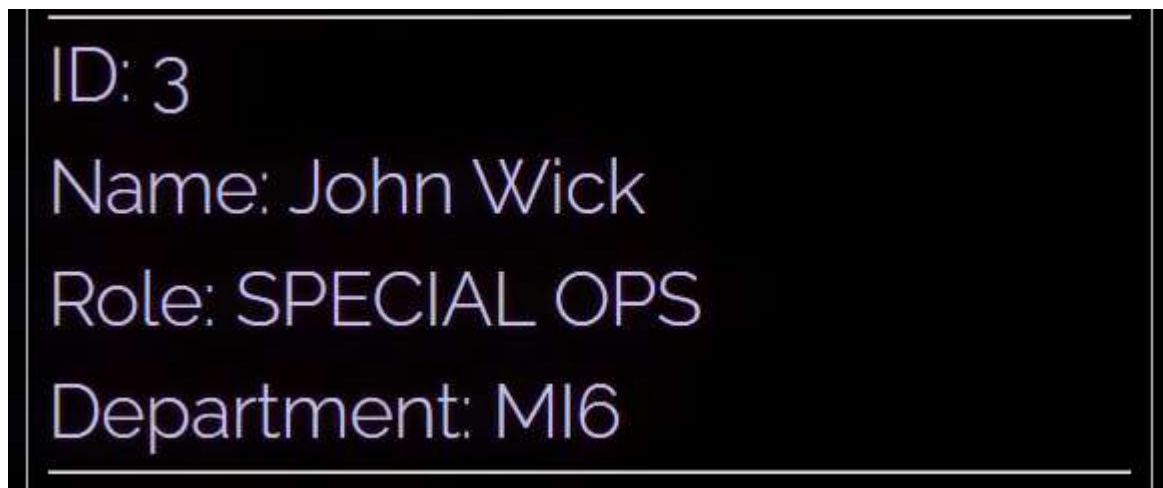 ID: 3
Name: John Wick
Role: SPECIAL OPS
Department: MI6